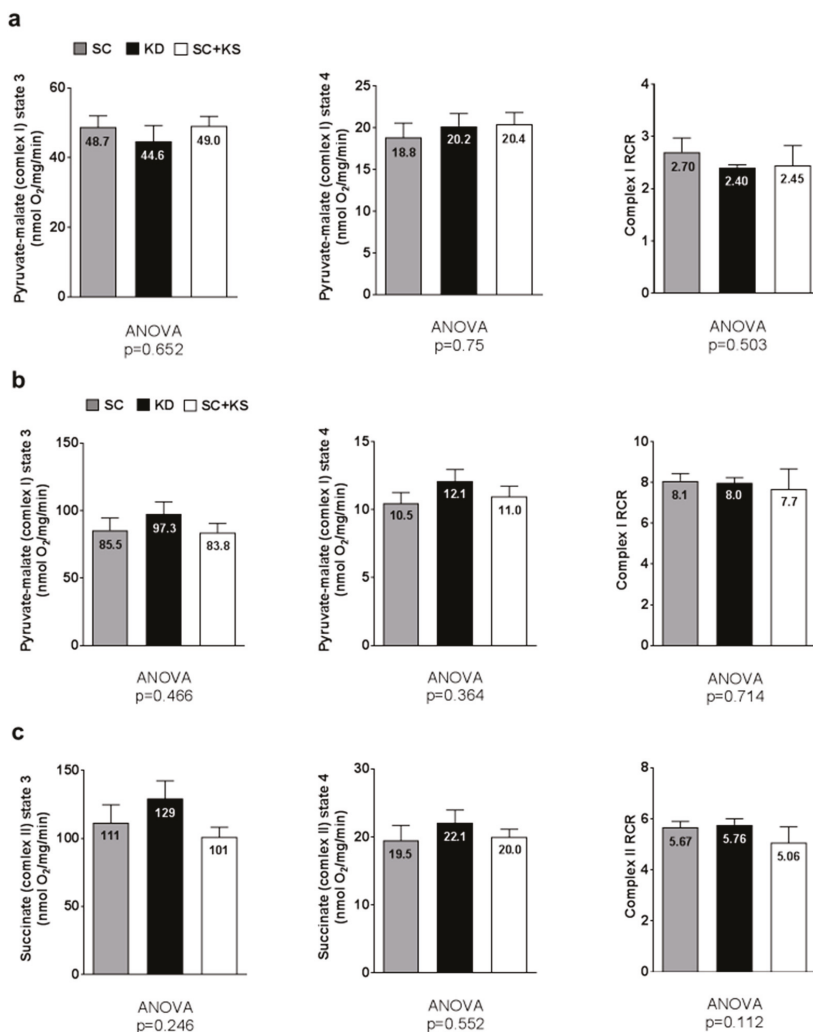 a
SC KD SC+KS
Pyruvate-malate (comlex I) state 3
(nmol O2/mg/min)
60
40
20
0
48.7 44.6 49.0
ANOVA
p=0.652
Pyruvate-malate (comlex I) state 4
(nmol O2/mg/min)
25
20
15
10
5
0
18.8 20.2 20.4
ANOVA
p=0.75
Complex I RCR
4
3
2
1
0
2.70 2.40 2.45
ANOVA
p=0.503
b
SC KD SC+KS
Pyruvate-malate (comlex I) state 3
(nmol O2/mg/min)
150
100
50
0
85.5 97.3 83.8
ANOVA
p=0.466
Pyruvate-malate (comlex I) state 4
(nmol O2/mg/min)
15
10
5
0
10.5 12.1 11.0
ANOVA
p=0.364
Complex I RCR
10
8
6
4
2
0
8.1 8.0 7.7
ANOVA
p=0.714
c
Succinate (comlex II) state 3
(nmol O2/mg/min)
150
100
50
0
111 129 101
ANOVA
p=0.246
Succinate (comlex II) state 4
(nmol O2/mg/min)
30
20
10
0
19.5 22.1 20.0
ANOVA
p=0.552
Complex II RCR
8
6
4
2
0
5.67 5.76 5.06
ANOVA
p=0.112